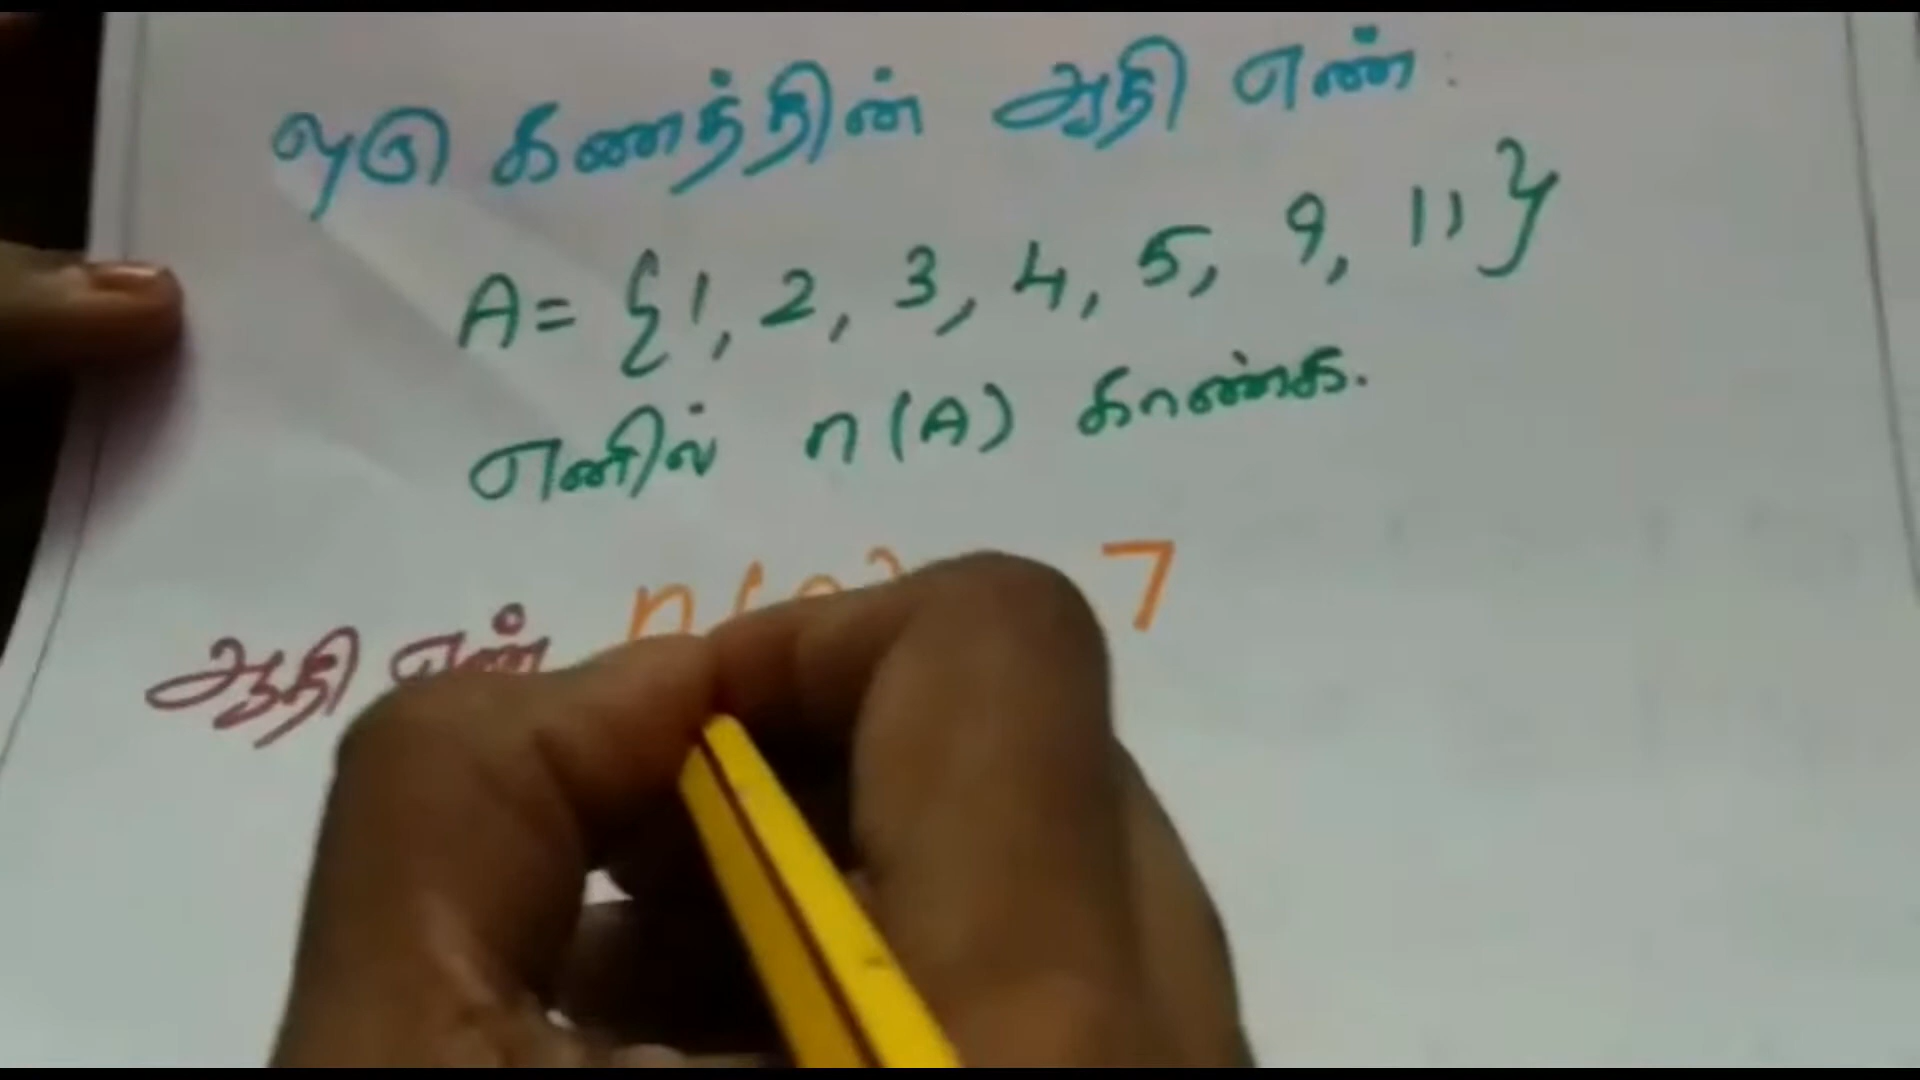 ஒரு கணத்தின் ஆதி எண்:
A = {1, 2, 3, 4, 5, 9, 11}
எனில் n(A) காண்க.
ஆதி எண் n(A) 7